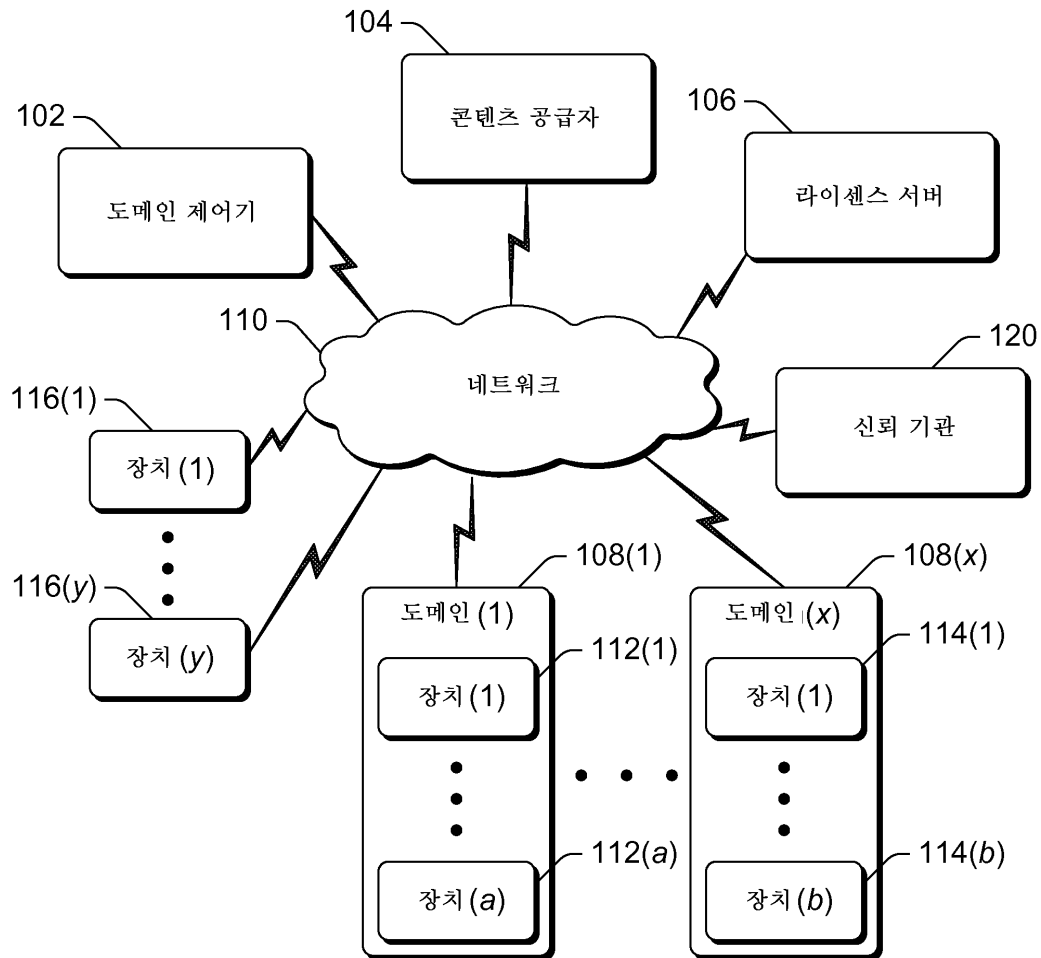 104
콘텐츠 공급자
102
도메인 제어기
106
라이센스 서버
110
네트워크
120
신뢰 기관
116(1)
장치 (1)
116(y)
장치 (y)
108(1)
도메인 (1)
112(1)
장치 (1)
112(a)
장치 (a)
108(x)
도메인 (x)
114(1)
장치 (1)
114(b)
장치 (b)